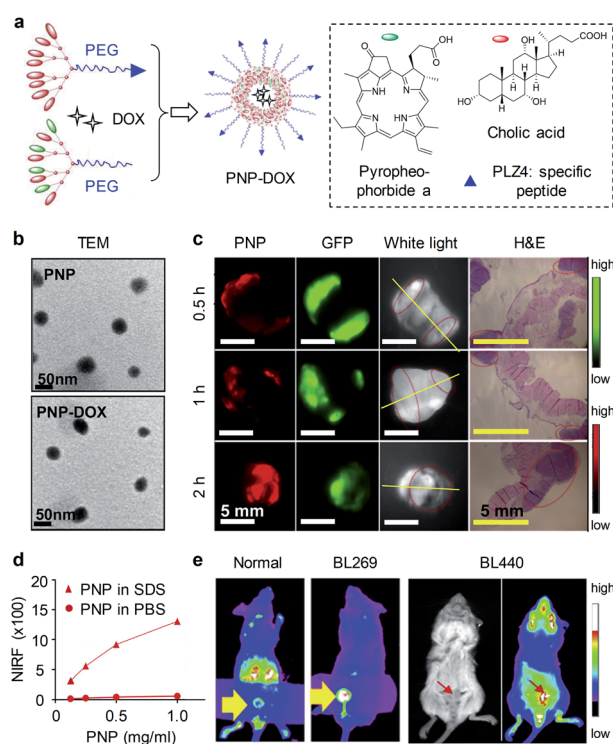 a
PEG
DOX
PEG
PNP-DOX
O
OH
O
NH
N
N
HN
Pyropheo-
phorbide a
OH
COOH
HO
OH
Cholic acid
PLZ4: specific
peptide
b
TEM
PNP
50nm
PNP-DOX
50nm
c
PNP
GFP
White light
H&E
0.5 h
1 h
2 h
5 mm
5 mm
high
low
high
low
d
PNP in SDS
PNP in PBS
NIRF (x100)
20
15
10
5
0
0
0.5
1.0
PNP (mg/ml)
e
Normal
BL269
BL440
high
low